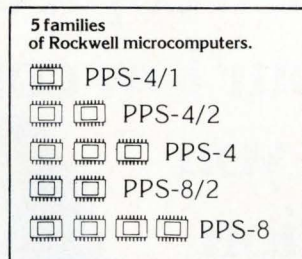 5 families
of Rockwell microcomputers.
PPS-4/1
PPS-4/2
PPS-4
PPS-8/2
PPS-8